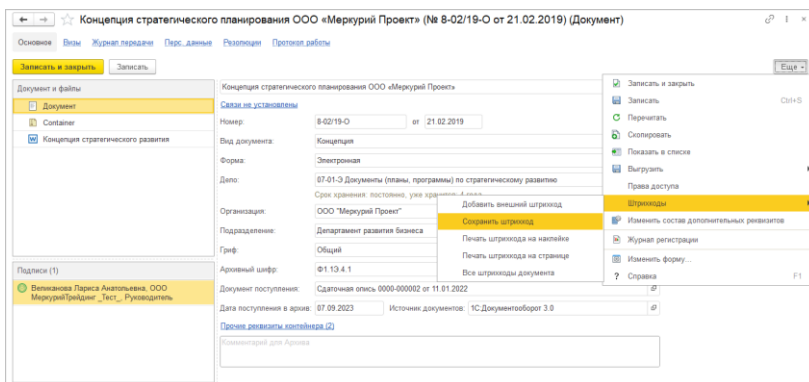 Концепция стратегического планирования ООО «Меркурий Проект» (№ 8-02/19-О от 21.02.2019) (Документ)
Основное Визы Журнал передачи Перс. данные Резолюции Протокол работы
Записать и закрыть Записать Еще
Документ и файлы
Документ
Container
Концепция стратегического развития
Подписи (1)
Великанова Лариса Анатольевна, ООО
МеркурийТрейдинг _Тест_, Руководитель
Концепция стратегического планирования ООО «Меркурий Проект»
Связи не установлены
Номер: 8-02/19-О от 21.02.2019
Вид документа: Концепция
Форма: Электронная
Дело: 07-01-Э Документы (планы, программы) по стратегическому развитию
Срок хранения: постоянно, уже хранится 4 года
Организация: ООО "Меркурий Проект"
Подразделение: Департамент развития бизнеса
Гриф: Общий
Архивный шифр: Ф1.1Э.4.1
Документ поступления: Сдаточная опись 0000-000002 от 11.01.2022
Дата поступления в архив: 07.09.2023 Источник документов: 1С:Документооборот 3.0
Прочие реквизиты контейнера (2)
Комментарий для Архива
Добавить внешний штрихкод
Сохранить штрихкод
Печать штрихкода на наклейке
Печать штрихкода на странице
Все штрихкоды документа
Записать и закрыть
Записать Ctrl+S
Перечитать
Скопировать
Показать в списке
Выгрузить
Права доступа
Штрихкоды
Изменить состав дополнительных реквизитов
Журнал регистрации
Изменить форму...
Справка F1